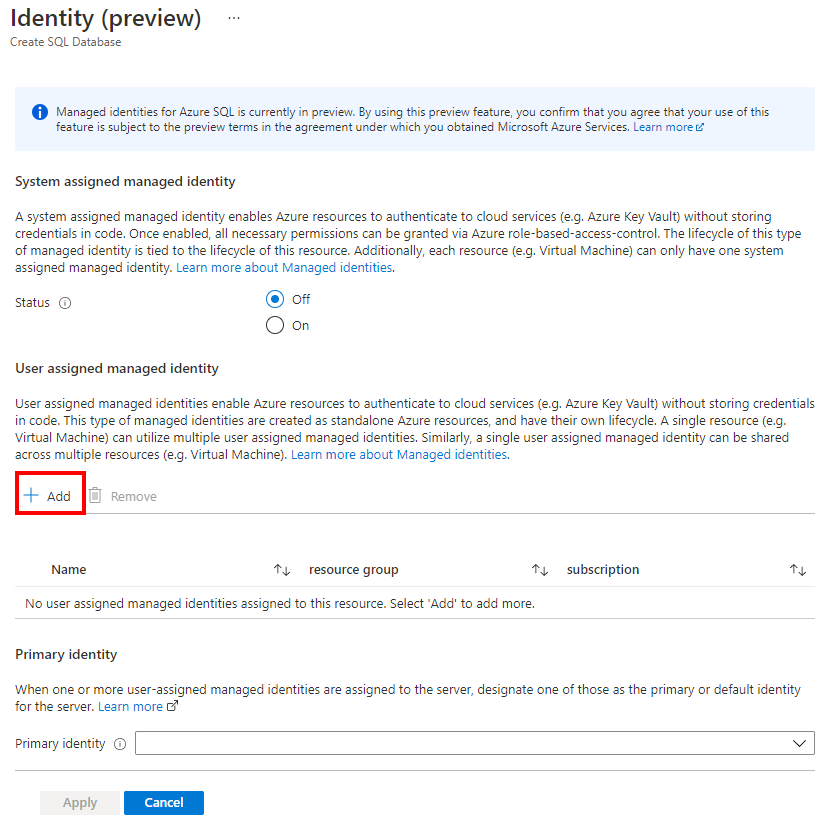 Identity (preview) ...
Create SQL Database
Managed identities for Azure SQL is currently in preview. By using this preview feature, you confirm that you agree that your use of this
feature is subject to the preview terms in the agreement under which you obtained Microsoft Azure Services. Learn more
System assigned managed identity
A system assigned managed identity enables Azure resources to authenticate to cloud services (e.g. Azure Key Vault) without storing
credentials in code. Once enabled, all necessary permissions can be granted via Azure role-based-access-control. The lifecycle of this type
of managed identity is tied to the lifecycle of this resource. Additionally, each resource (e.g. Virtual Machine) can only have one system
assigned managed identity. Learn more about Managed identities.
Status Off
On
User assigned managed identity
User assigned managed identities enable Azure resources to authenticate to cloud services (e.g. Azure Key Vault) without storing credentials
in code. This type of managed identities are created as standalone Azure resources, and have their own lifecycle. A single resource (e.g.
Virtual Machine) can utilize multiple user assigned managed identities. Similarly, a single user assigned managed identity can be shared
across multiple resources (e.g. Virtual Machine). Learn more about Managed identities.
Add Remove
Name resource group subscription
No user assigned managed identities assigned to this resource. Select 'Add' to add more.
Primary identity
When one or more user-assigned managed identities are assigned to the server, designate one of those as the primary or default identity
for the server. Learn more
Primary identity
Apply Cancel